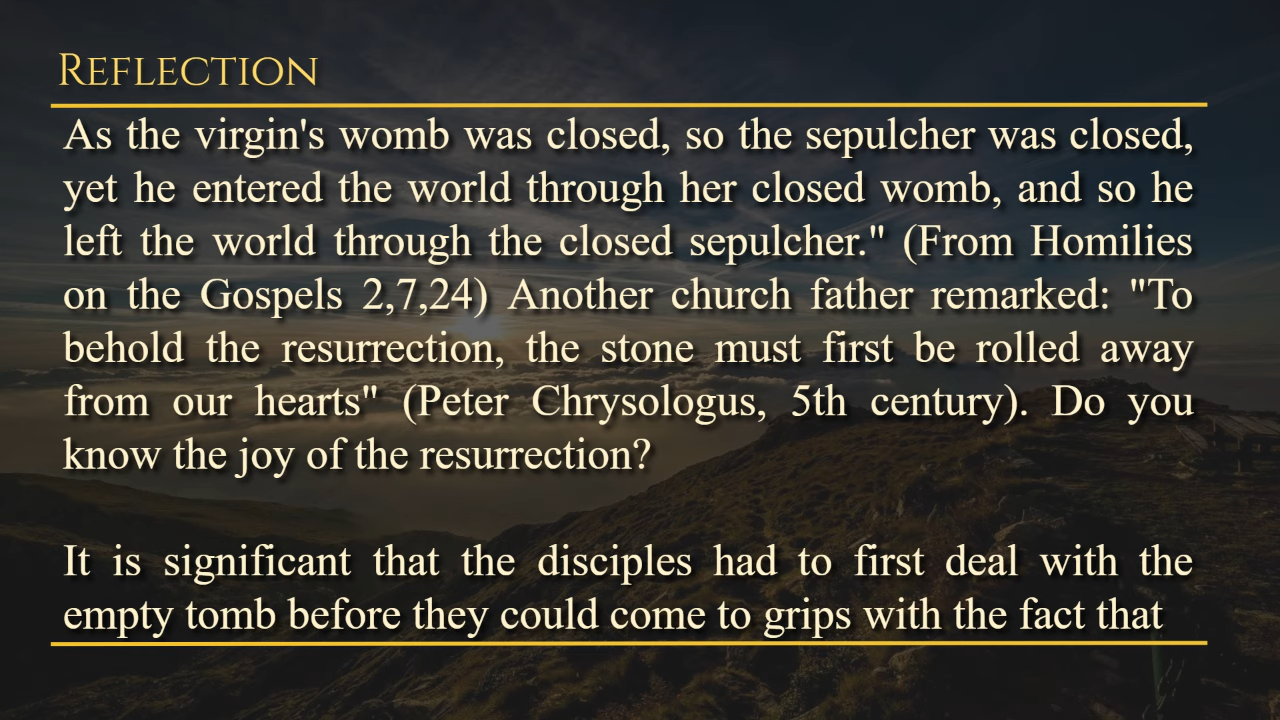 Reflection
As the virgin's womb was closed, so the sepulcher was closed,
yet he entered the world through her closed womb, and so he
left the world through the closed sepulcher." (From Homilies
on the Gospels 2,7,24) Another church father remarked: "To
behold the resurrection, the stone must first be rolled away
from our hearts" (Peter Chrysologus, 5th century). Do you
know the joy of the resurrection?
It is significant that the disciples had to first deal with the
empty tomb before they could come to grips with the fact that